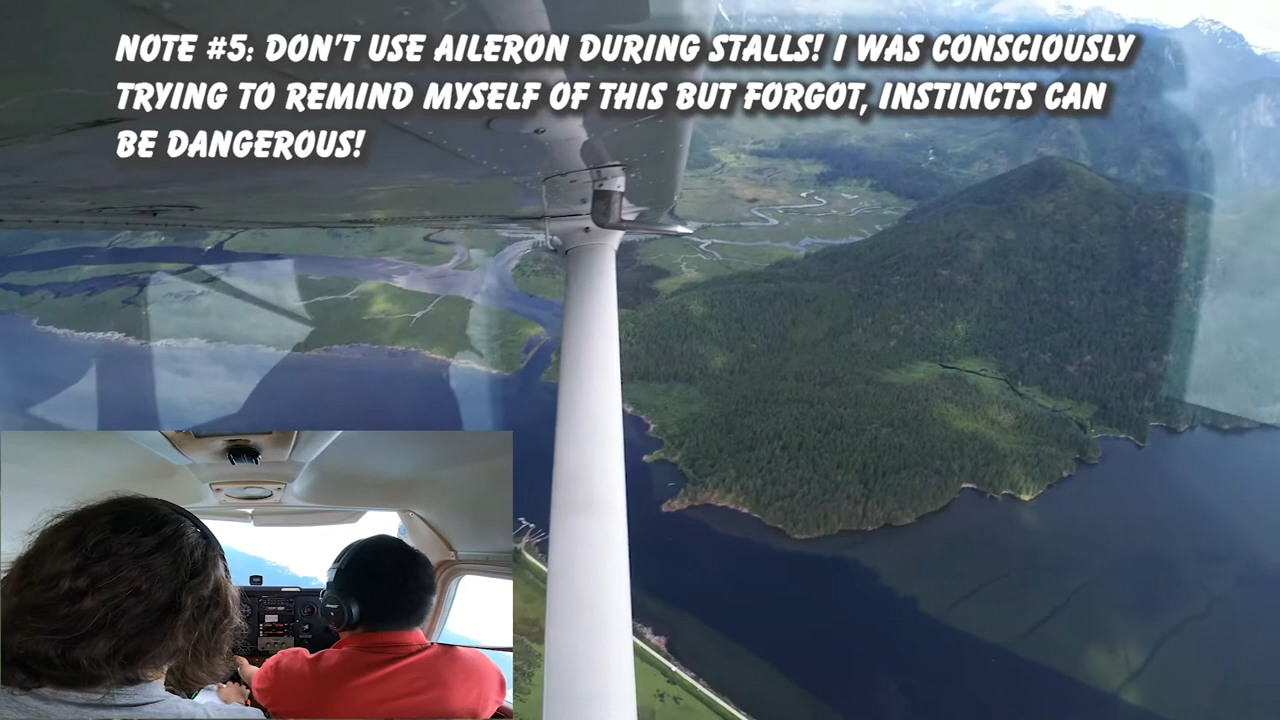 NOTE #5: DON'T USE AILERON DURING STALLS! I WAS CONSCIOUSLY
TRYING TO REMIND MYSELF OF THIS BUT FORGOT, INSTINCTS CAN
BE DANGEROUS!